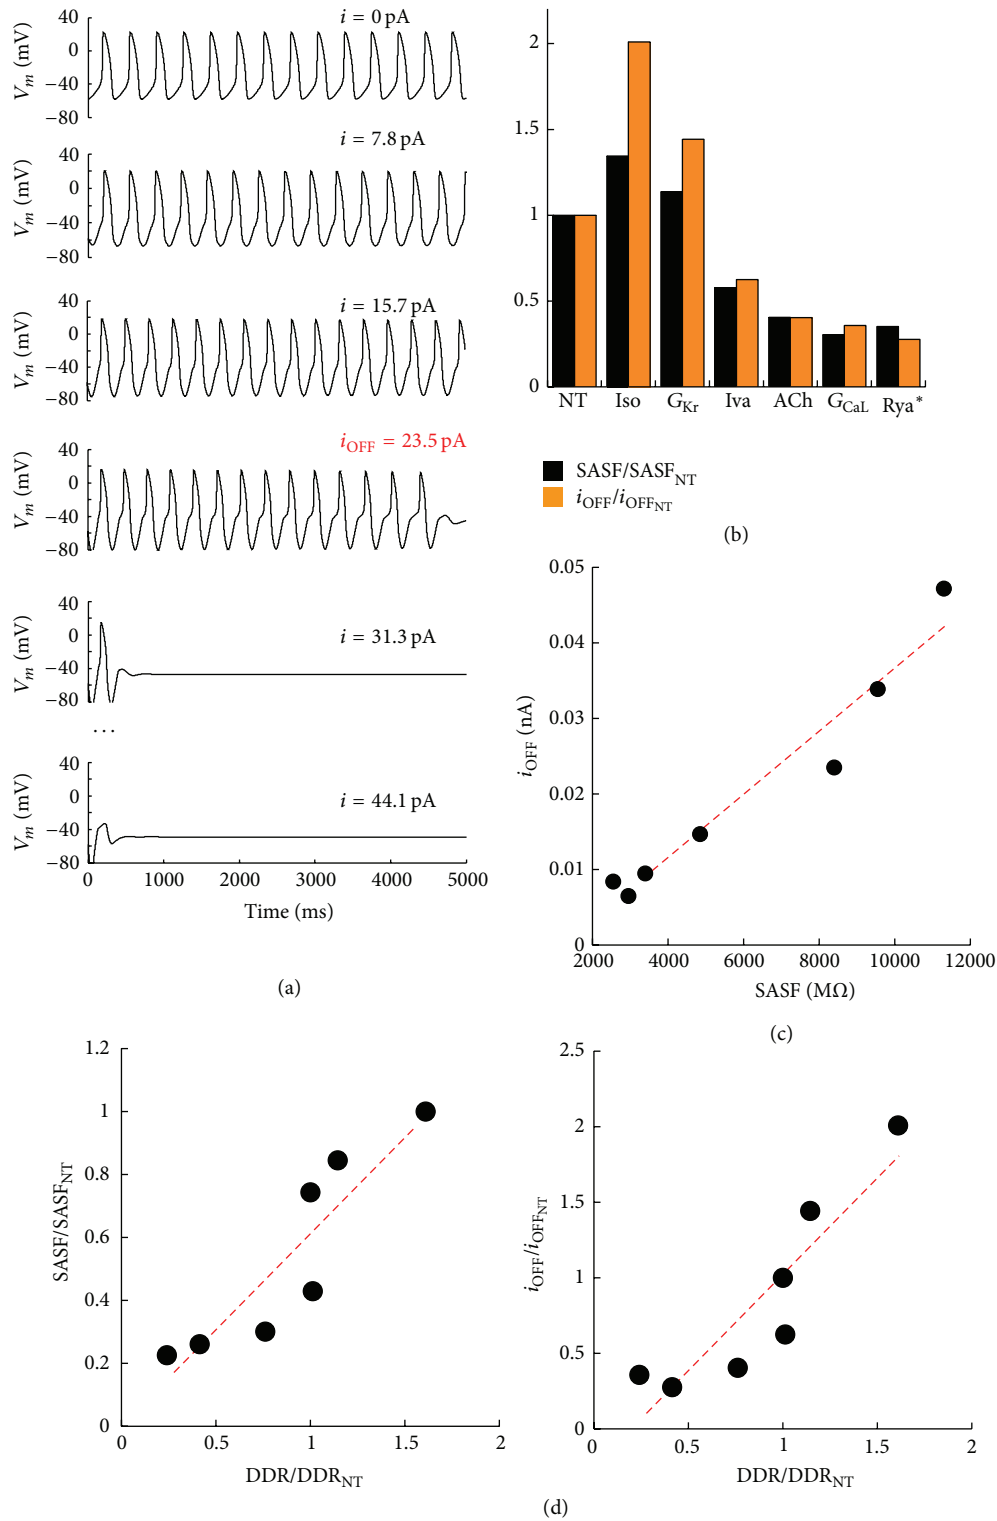 i = 0 pA
40
0
−40
−80
V_m (mV)
i = 7.8 pA
40
0
−40
−80
V_m (mV)
i = 15.7 pA
40
0
−40
−80
V_m (mV)
i_OFF = 23.5 pA
40
0
−40
−80
V_m (mV)
i = 31.3 pA
40
0
−40
−80
V_m (mV)
...
i = 44.1 pA
40
0
−40
−80
V_m (mV)
0 1000 2000 3000 4000 5000
Time (ms)
(a)
2
1.5
1
0.5
0
NT Iso G_Kr Iva ACh G_CaL Rya*
SASF/SASF_NT
i_OFF/i_OFF_NT
(b)
0.05
0.04
0.03
0.02
0.01
0
i_OFF (nA)
2000 4000 6000 8000 10000 12000
SASF (MΩ)
(c)
1.2
1
0.8
0.6
0.4
0.2
0
SASF/SASF_NT
0 0.5 1 1.5 2
DDR/DDR_NT
2.5
2
1.5
1
0.5
0
i_OFF/i_OFF_NT
0 0.5 1 1.5 2
DDR/DDR_NT
(d)